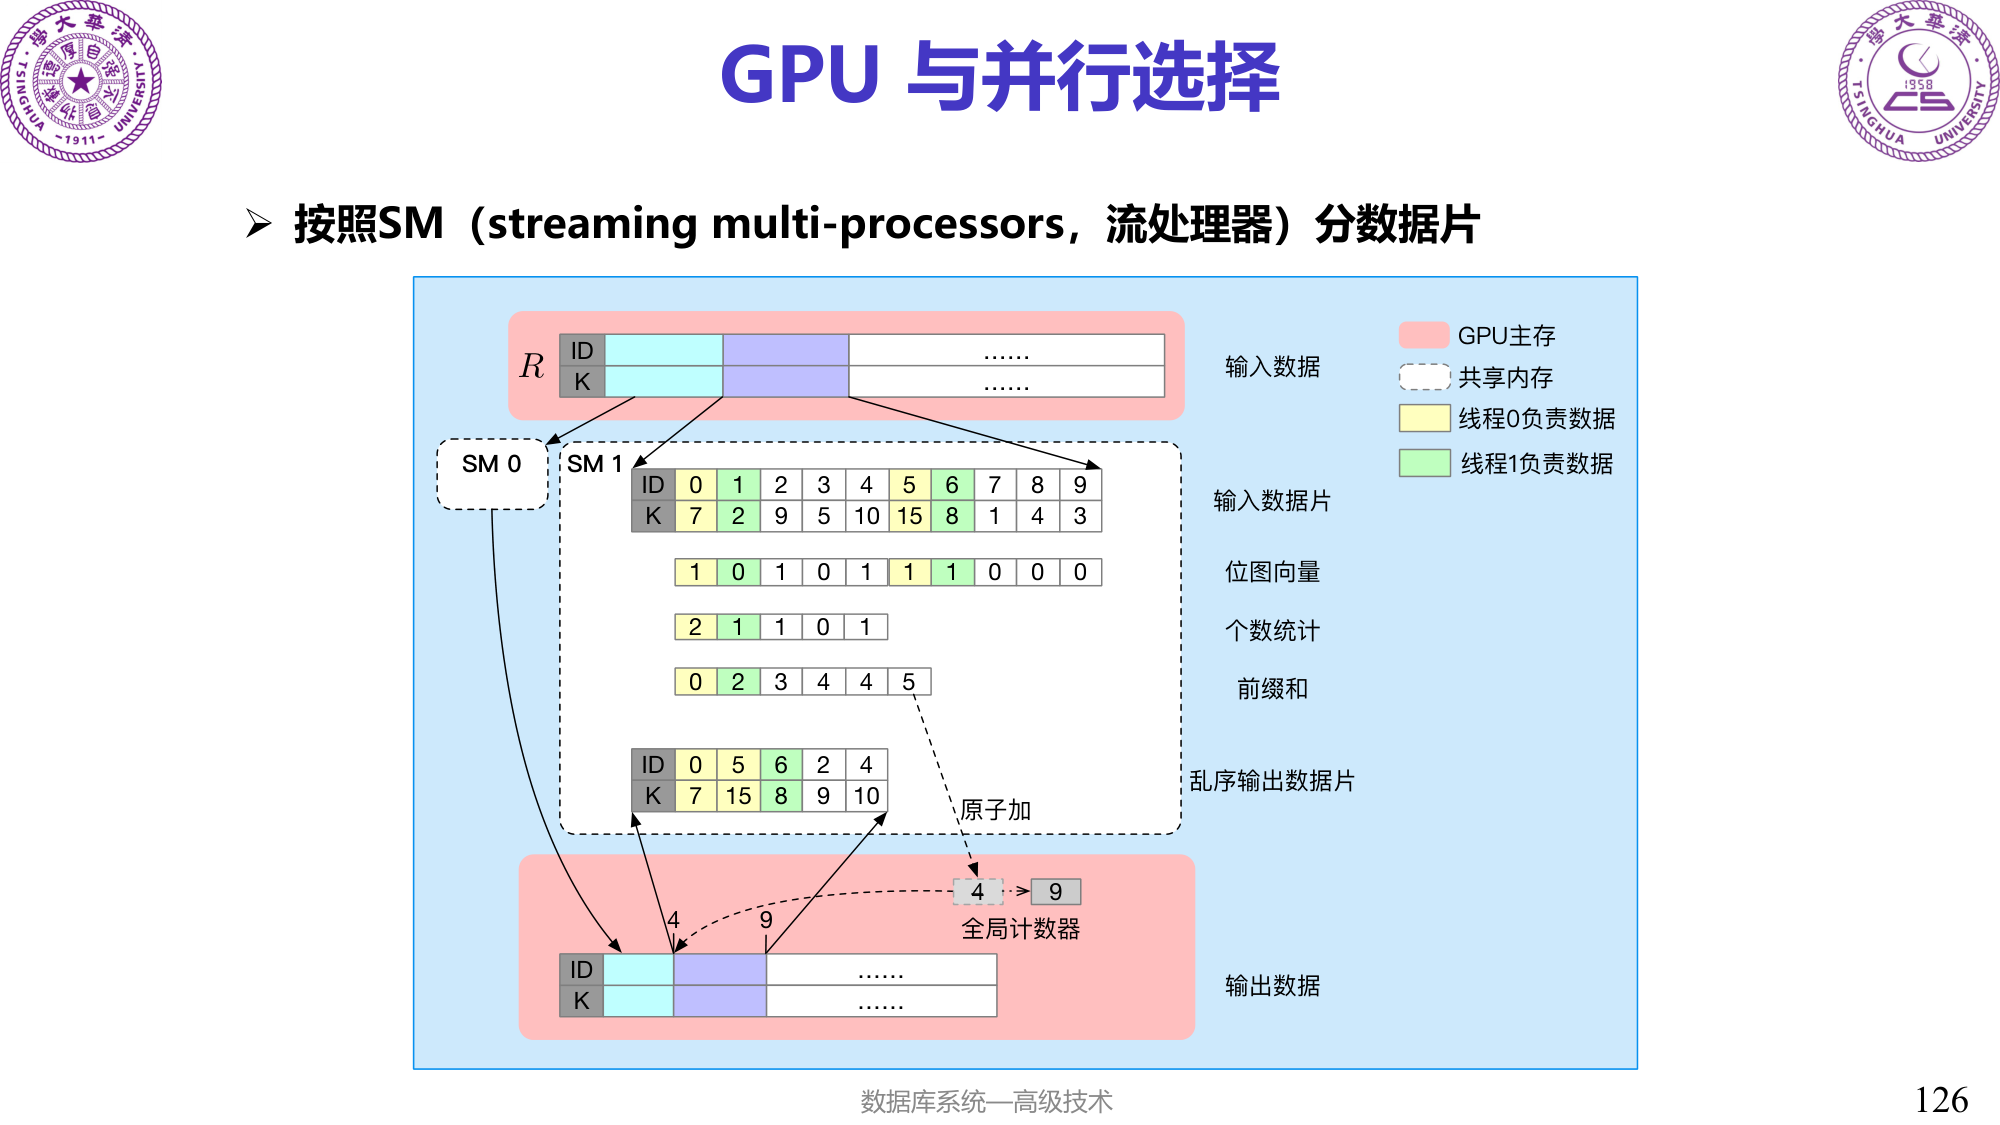 GPU 与并行选择
按照SM（streaming multi-processors，流处理器）分数据片
R
ID ......
K ......
输入数据
GPU主存
共享内存
线程0负责数据
线程1负责数据
SM 0
SM 1
ID 0 1 2 3 4 5 6 7 8 9
K 7 2 9 5 10 15 8 1 4 3
输入数据片
1 0 1 0 1 1 1 0 0 0
位图向量
2 1 1 0 1
个数统计
0 2 3 4 4 5
前缀和
ID 0 5 6 2 4
K 7 15 8 9 10
乱序输出数据片
原子加
4 9
全局计数器
4 9
ID ......
K ......
输出数据
数据库系统—高级技术
126
TSINGHUA UNIVERSITY
-1911-
TSINGHUA UNIVERSITY
1958